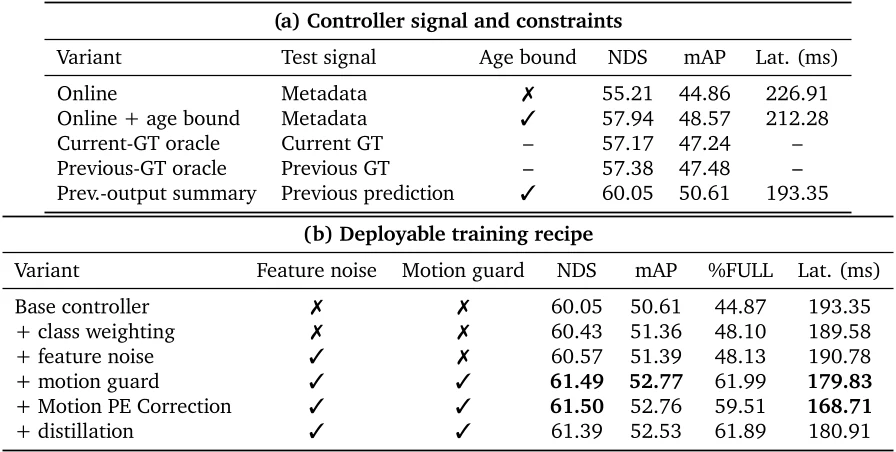 (a) Controller signal and constraints
Variant Test signal Age bound NDS mAP Lat. (ms)
Online Metadata ✗ 55.21 44.86 226.91
Online + age bound Metadata ✓ 57.94 48.57 212.28
Current-GT oracle Current GT – 57.17 47.24 –
Previous-GT oracle Previous GT – 57.38 47.48 –
Prev.-output summary Previous prediction ✓ 60.05 50.61 193.35
(b) Deployable training recipe
Variant Feature noise Motion guard NDS mAP %FULL Lat. (ms)
Base controller ✗ ✗ 60.05 50.61 44.87 193.35
+ class weighting ✗ ✗ 60.43 51.36 48.10 189.58
+ feature noise ✓ ✗ 60.57 51.39 48.13 190.78
+ motion guard ✓ ✓ 61.49 52.77 61.99 179.83
+ Motion PE Correction ✓ ✓ 61.50 52.76 59.51 168.71
+ distillation ✓ ✓ 61.39 52.53 61.89 180.91